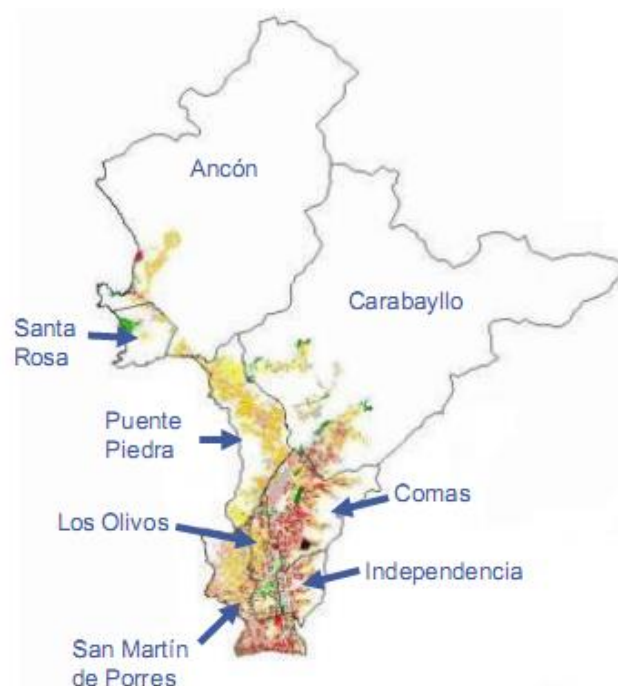 Ancón
Carabayllo
Santa
Rosa
Puente
Piedra
Comas
Los Olivos
Independencia
San Martín
de Porres